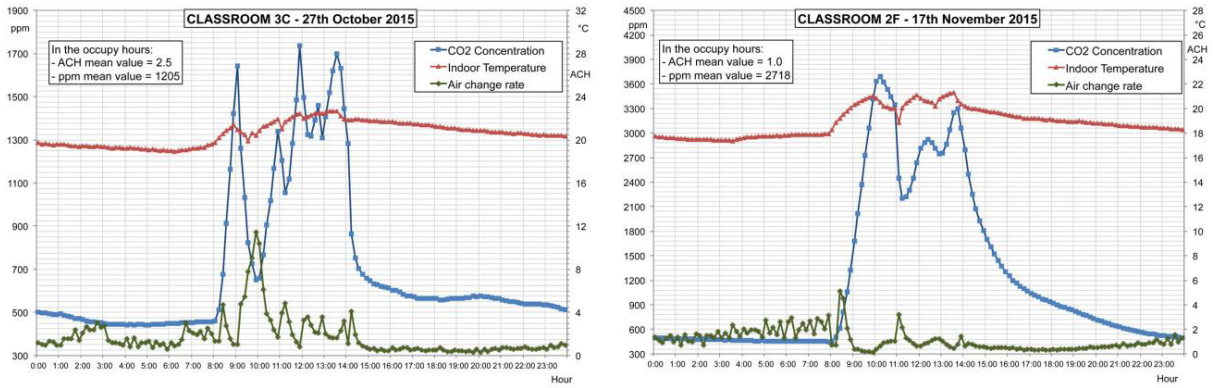 CLASSROOM 3C - 27th October 2015
1900
ppm
1700
1500
1300
1100
900
700
500
300
In the occupy hours:
- ACH mean value = 2.5
- ppm mean value = 1205
CO2 Concentration
Indoor Temperature
Air change rate
32
°C
28
ACH
24
20
16
12
8
4
0
0:00 1:00 2:00 3:00 4:00 5:00 6:00 7:00 8:00 9:00 10:00 11:00 12:00 13:00 14:00 15:00 16:00 17:00 18:00 19:00 20:00 21:00 22:00 23:00
Hour
CLASSROOM 2F - 17th November 2015
4500
ppm
4200
3900
3600
3300
3000
2700
2400
2100
1800
1500
1200
900
600
300
In the occupy hours:
- ACH mean value = 1.0
- ppm mean value = 2718
CO2 Concentration
Indoor Temperature
Air change rate
28
°C
26
24
ACH
22
20
18
16
14
12
10
8
6
4
2
0
0:00 1:00 2:00 3:00 4:00 5:00 6:00 7:00 8:00 9:00 10:00 11:00 12:00 13:00 14:00 15:00 16:00 17:00 18:00 19:00 20:00 21:00 22:00 23:00
Hour